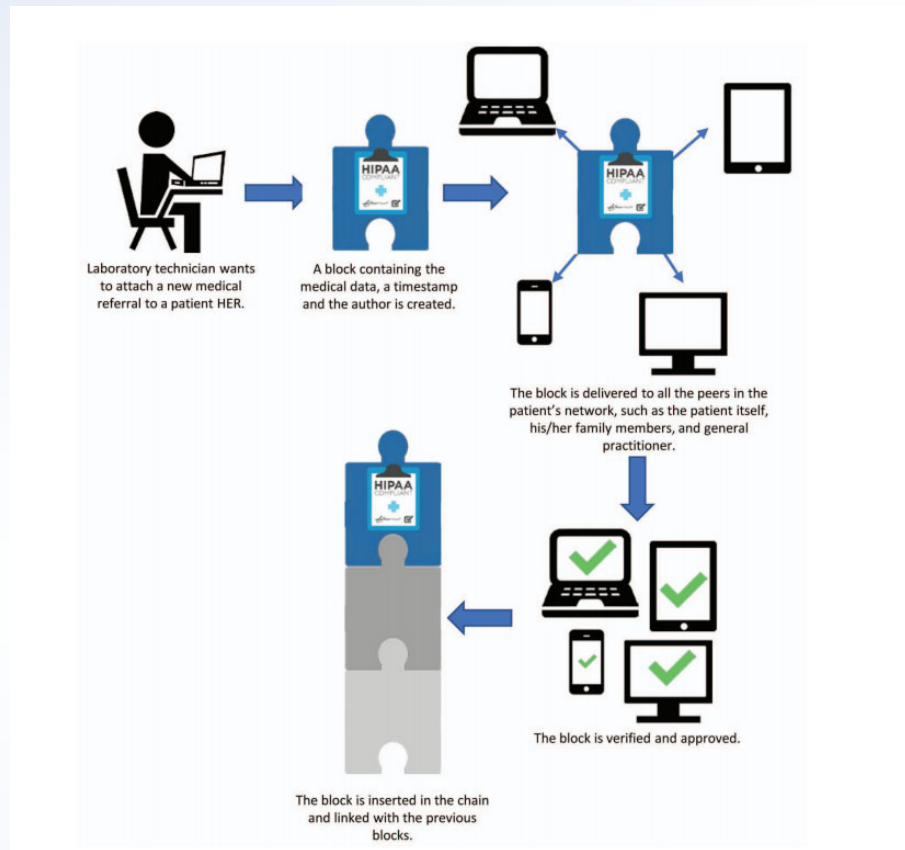 Laboratory technician wants
to attach a new medical
referral to a patient HER.
HIPAA
COMPLIANT
A block containing the
medical data, a timestamp
and the author is created.
HIPAA
COMPLIANT
The block is delivered to all the peers in the
patient's network, such as the patient itself,
his/her family members, and general
practitioner.
The block is verified and approved.
HIPAA
COMPLIANT
The block is inserted in the chain
and linked with the previous
blocks.